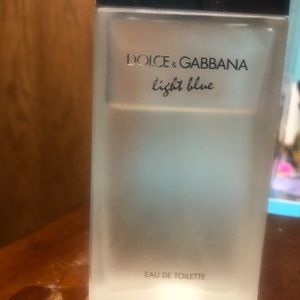 DOLCE & GABBANA
light blue
EAU DE TOILETTE